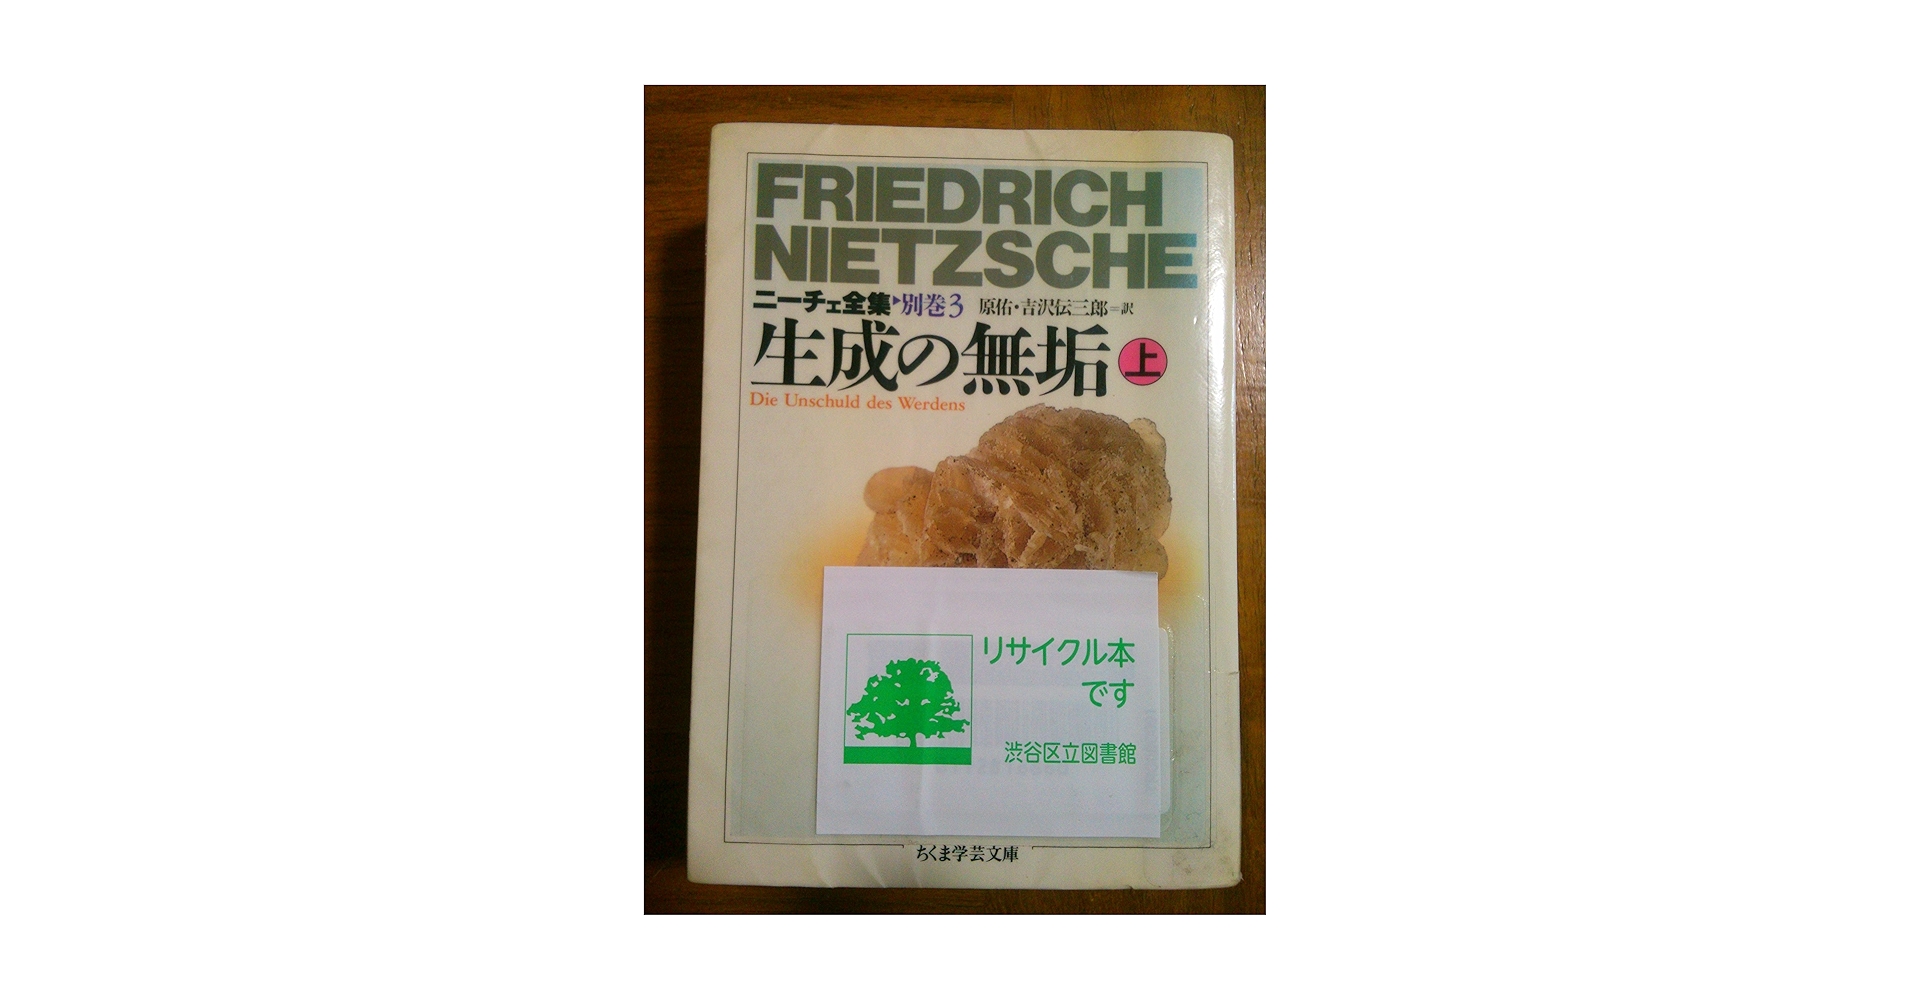 FRIEDRICH
NIETZSCHE
ニーチェ全集▶別巻3 原佑・吉沢伝三郎=訳
生成の無垢 上
Die Unschuld des Werdens
リサイクル本
です
渋谷区立図書館
ちくま学芸文庫